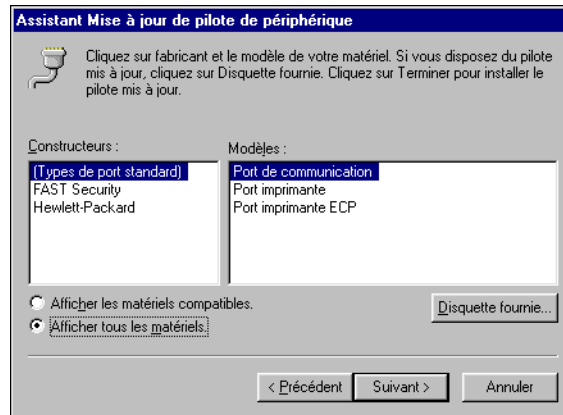 Assistant Mise à jour de pilote de périphérique
Cliquez sur fabricant et le modèle de votre matériel. Si vous disposez du pilote
mis à jour, cliquez sur Disquette fournie. Cliquez sur Terminer pour installer le
pilote mis à jour.
Constructeurs :
Modèles :
(Types de port standard)
FAST Security
Hewlett-Packard
Port de communication
Port imprimante
Port imprimante ECP
Afficher les matériels compatibles.
Afficher tous les matériels.
Disquette fournie...
< Précédent
Suivant >
Annuler